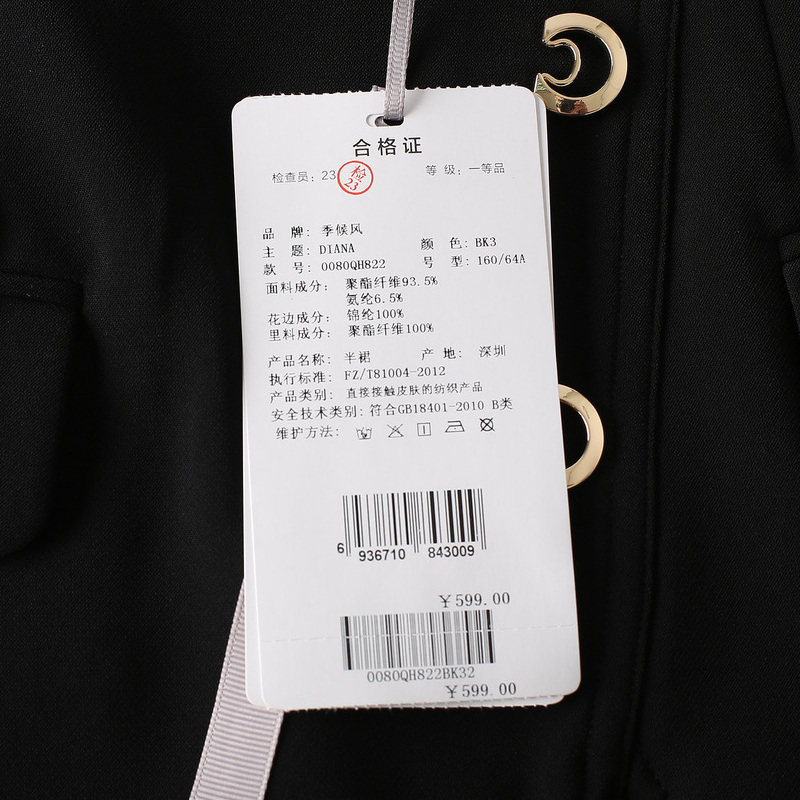 合格证
检查员: 23 检23 等 级: 一等品
品 牌: 季候风
主 题: DIANA 颜 色: BK3
款 号: 0080QH822 号 型: 160/64A
面料成分: 聚酯纤维93.5%
氨纶6.5%
花边成分: 锦纶100%
里料成分: 聚酯纤维100%
产品名称: 半裙 产 地: 深圳
执行标准: FZ/T81004-2012
产品类别: 直接接触皮肤的纺织产品
安全技术类别: 符合GB18401-2010 B类
维护方法:
6 936710 843009
¥599.00
0080QH822BK32
¥599.00